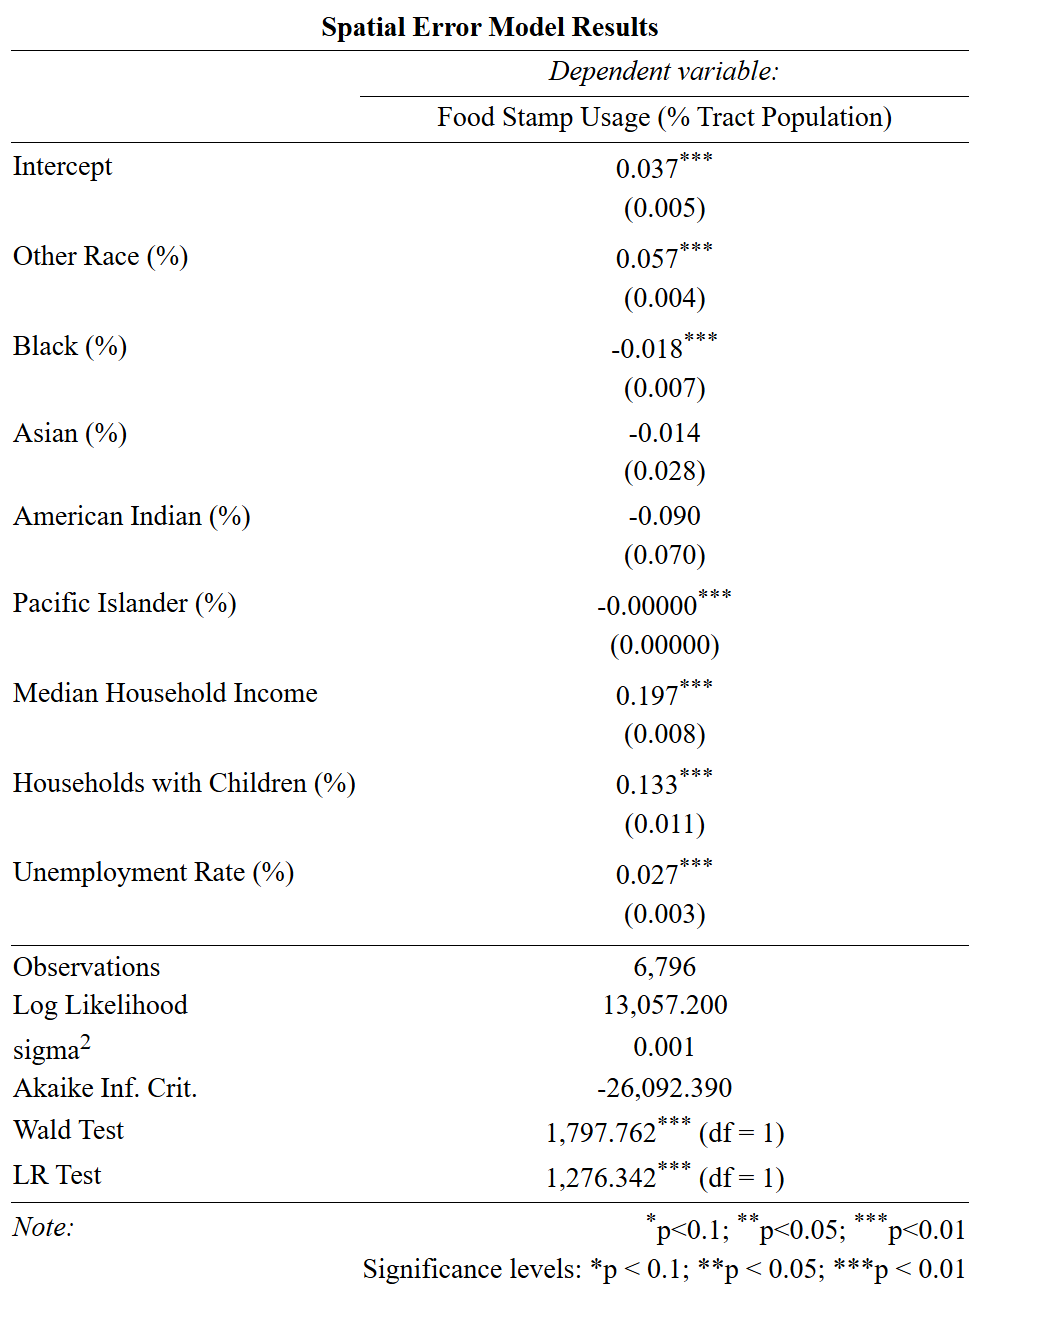 Spatial Error Model Results
Dependent variable:
Food Stamp Usage (% Tract Population)
Intercept 0.037***
(0.005)
Other Race (%) 0.057***
(0.004)
Black (%) -0.018***
(0.007)
Asian (%) -0.014
(0.028)
American Indian (%) -0.090
(0.070)
Pacific Islander (%) -0.00000***
(0.00000)
Median Household Income 0.197***
(0.008)
Households with Children (%) 0.133***
(0.011)
Unemployment Rate (%) 0.027***
(0.003)
Observations 6,796
Log Likelihood 13,057.200
sigma2 0.001
Akaike Inf. Crit. -26,092.390
Wald Test 1,797.762*** (df = 1)
LR Test 1,276.342*** (df = 1)
Note: *p<0.1; **p<0.05; ***p<0.01
Significance levels: *p < 0.1; **p < 0.05; ***p < 0.01